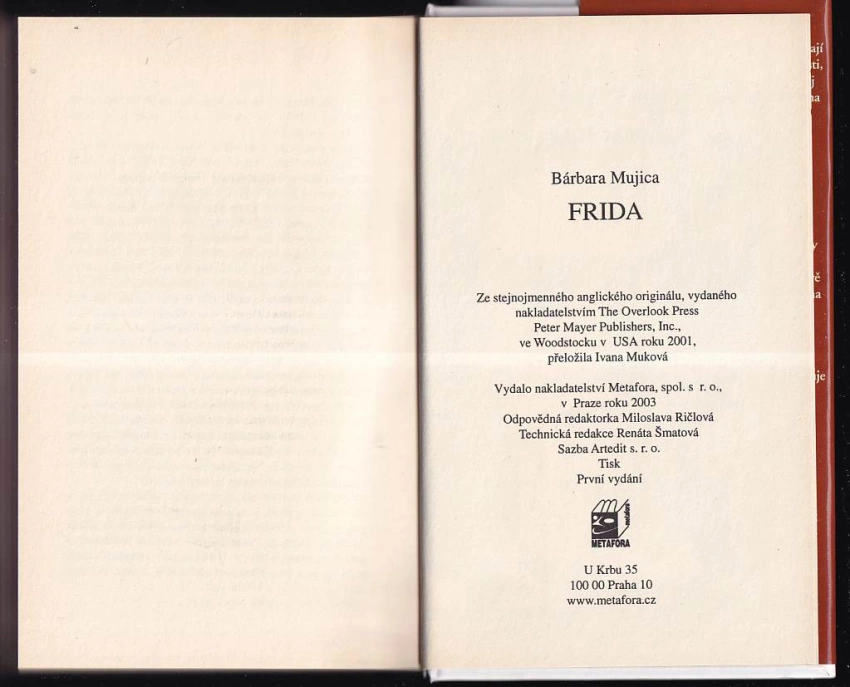 Bárbara Mujica
FRIDA
Ze stejnojmenného anglického originálu, vydaného
nakladatelstvím The Overlook Press
Peter Mayer Publishers, Inc.,
ve Woodstocku v USA roku 2001,
přeložila Ivana Muková
Vydalo nakladatelství Metafora, spol. s r. o.,
v Praze roku 2003
Odpovědná redaktorka Miloslava Ričlová
Technická redakce Renáta Šmatová
Sazba Artedit s. r. o.
Tisk
První vydání
METAFORA
U Krbu 35
100 00 Praha 10
www.metafora.cz